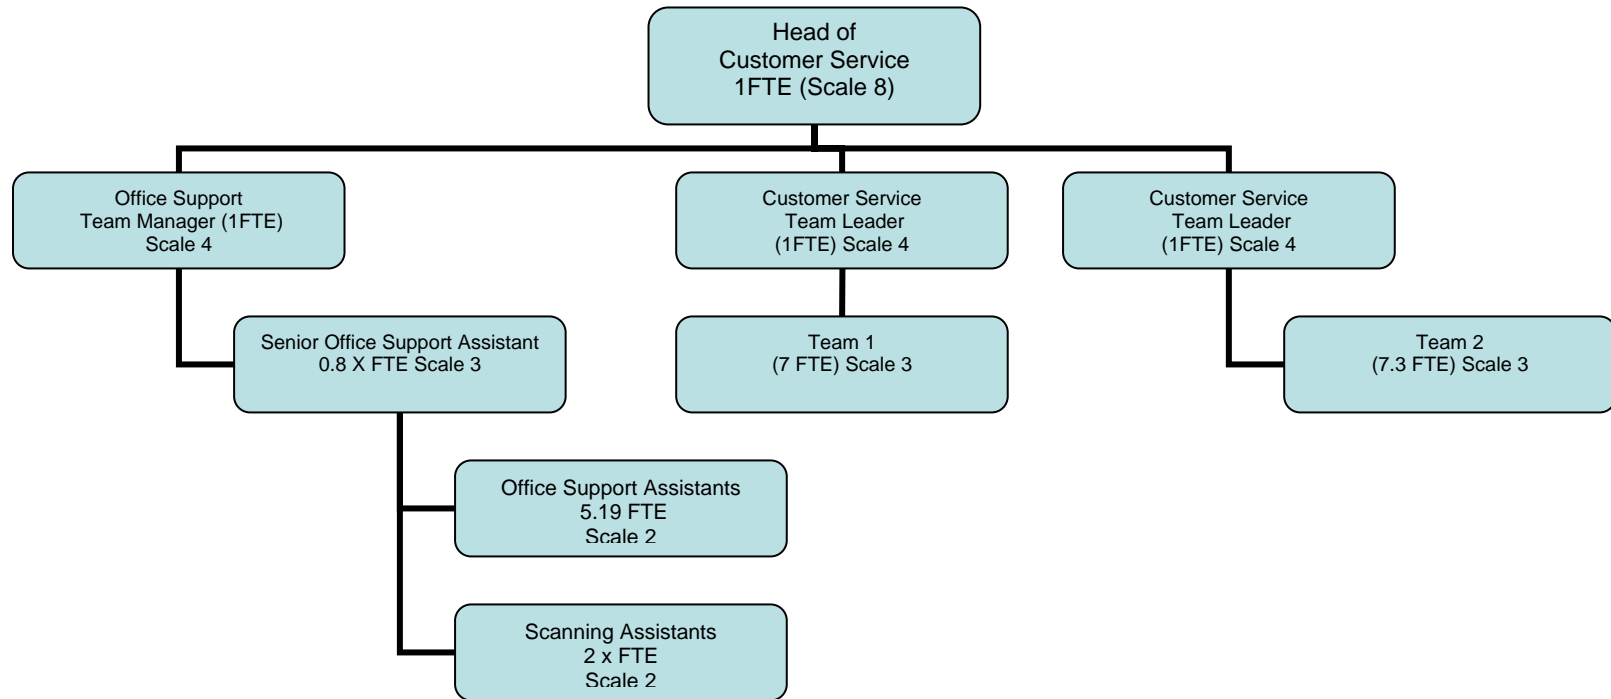 Head of
Customer Service
1FTE (Scale 8)
Office Support
Team Manager (1FTE)
Scale 4
Customer Service
Team Leader
(1FTE) Scale 4
Customer Service
Team Leader
(1FTE) Scale 4
Senior Office Support Assistant
0.8 X FTE Scale 3
Team 1
(7 FTE) Scale 3
Team 2
(7.3 FTE) Scale 3
Office Support Assistants
5.19 FTE
Scale 2
Scanning Assistants
2 x FTE
Scale 2